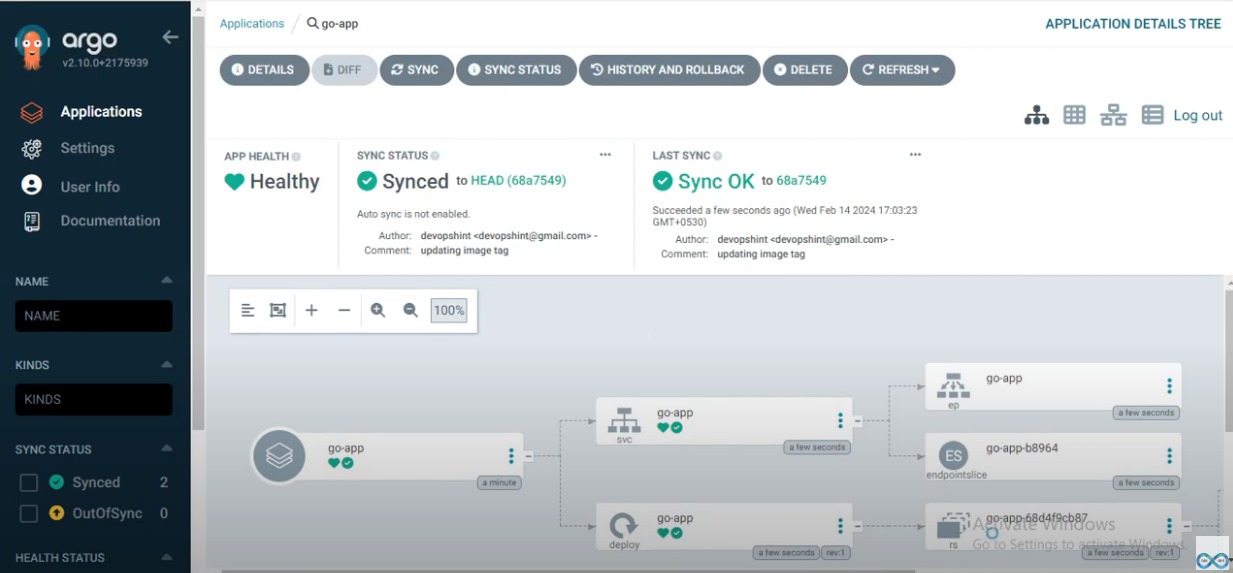 argo
v2.10.0+2175939
Applications
Settings
User Info
Documentation
NAME
NAME
KINDS
KINDS
SYNC STATUS
Synced 2
OutOfSync 0
HEALTH STATUS
Applications / go-app
APPLICATION DETAILS TREE
DETAILS DIFF SYNC SYNC STATUS HISTORY AND ROLLBACK DELETE REFRESH
Log out
APP HEALTH
Healthy
SYNC STATUS
Synced to HEAD (68a7549)
Auto sync is not enabled.
Author: devopshint <devopshint@gmail.com> -
Comment: updating image tag
LAST SYNC
Sync OK to 68a7549
Succeeded a few seconds ago (Wed Feb 14 2024 17:03:23
GMT+0530)
Author: devopshint <devopshint@gmail.com> -
Comment: updating image tag
100%
go-app
a minute
go-app
svc
a few seconds
go-app
deploy
a few seconds rev:1
go-app
ep
a few seconds
ES
go-app-b8964
endpointslice
a few seconds
go-app-68d4f9cb87
rs
a few seconds rev:1
Activate Windows
Go to Settings to activate Windows.